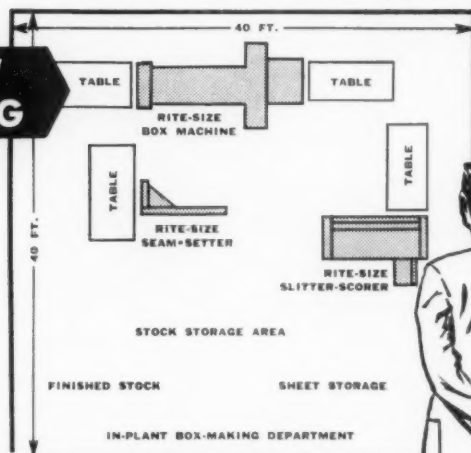 40 FT.
G
TABLE
TABLE
RITE-SIZE
BOX MACHINE
TABLE
TABLE
40 FT.
RITE-SIZE
SEAM-SETTER
RITE-SIZE
SLITTER-SCORER
STOCK STORAGE AREA
FINISHED STOCK
SHEET STORAGE
IN-PLANT BOX-MAKING DEPARTMENT